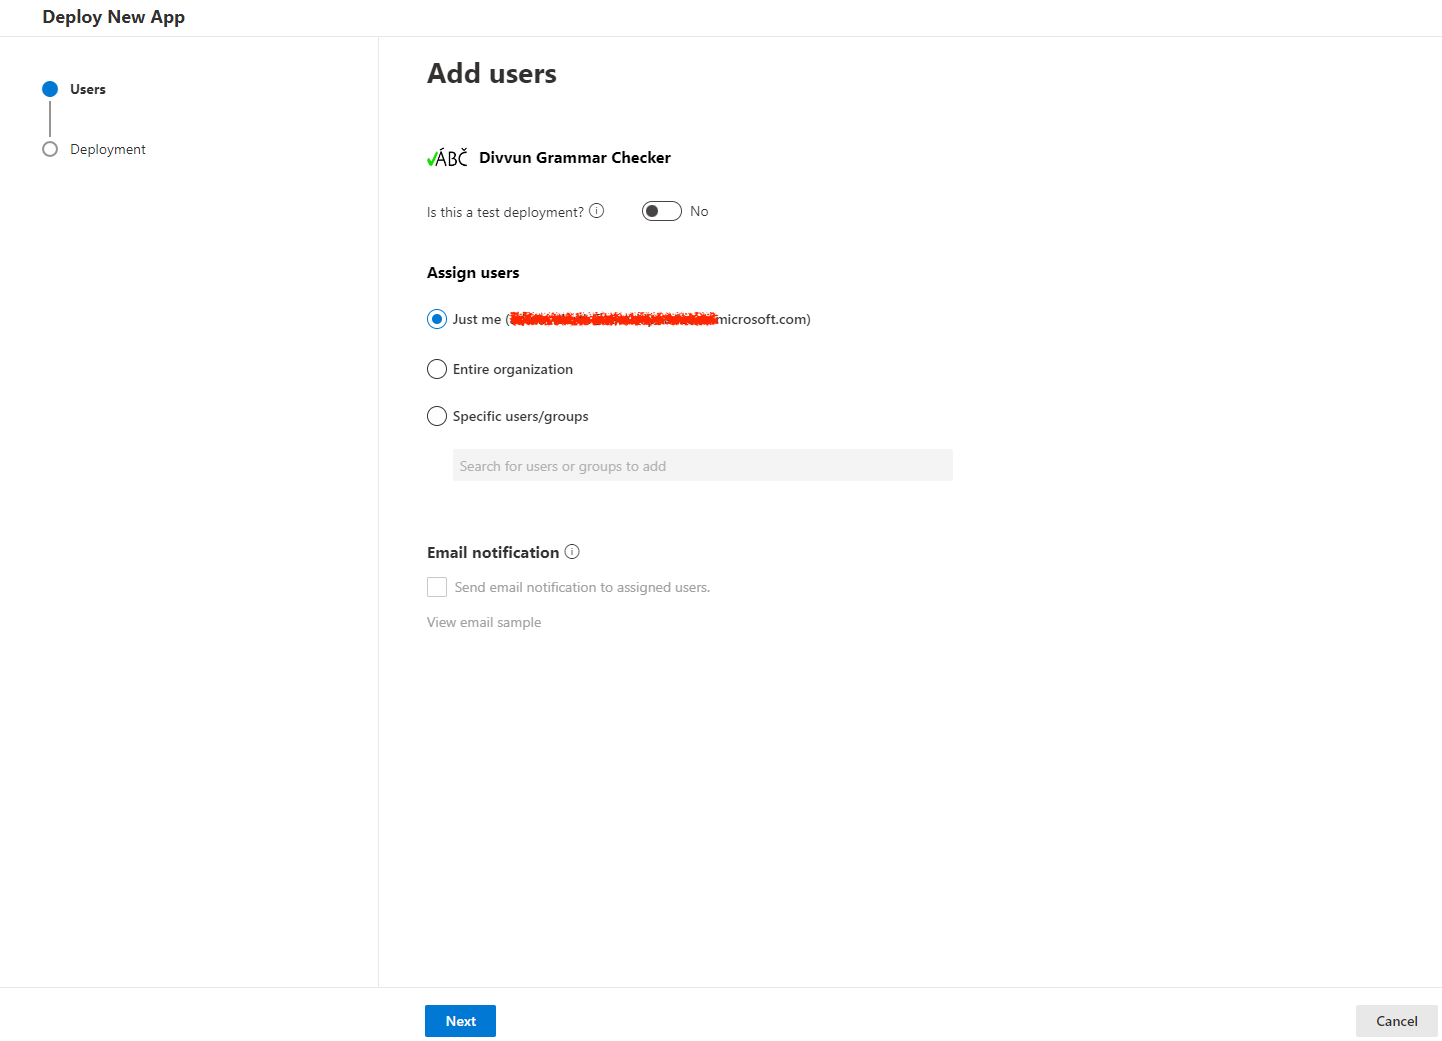 Deploy New App
Users
Deployment
Add users
ÁBČ Divvun Grammar Checker
Is this a test deployment? No
Assign users
Just me (microsoft.com)
Entire organization
Specific users/groups
Search for users or groups to add
Email notification
Send email notification to assigned users.
View email sample
Next
Cancel